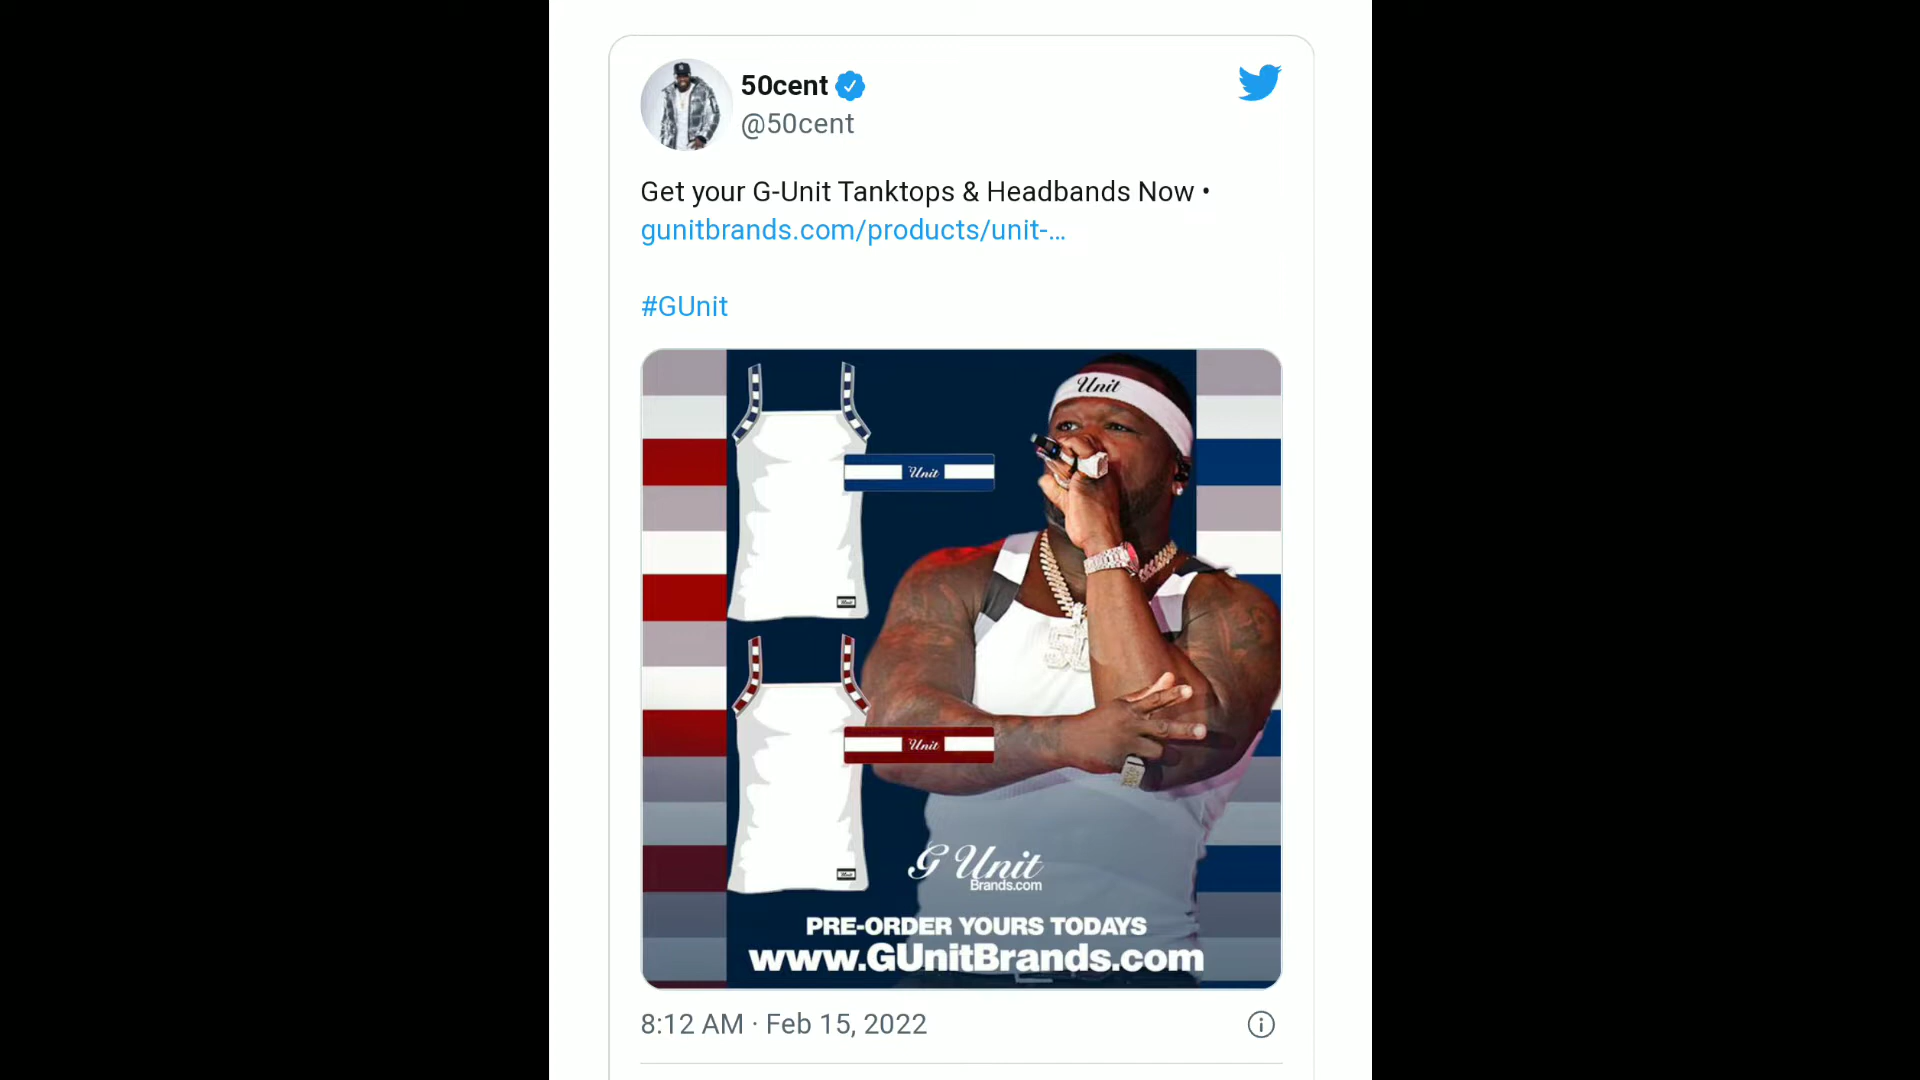 50cent
@50cent
Get your G-Unit Tanktops & Headbands Now •
gunitbrands.com/products/unit-...
#GUnit
Unit
Unit
Unit
G Unit
Brands.com
PRE-ORDER YOURS TODAYS
www.GUnitBrands.com
8:12 AM · Feb 15, 2022